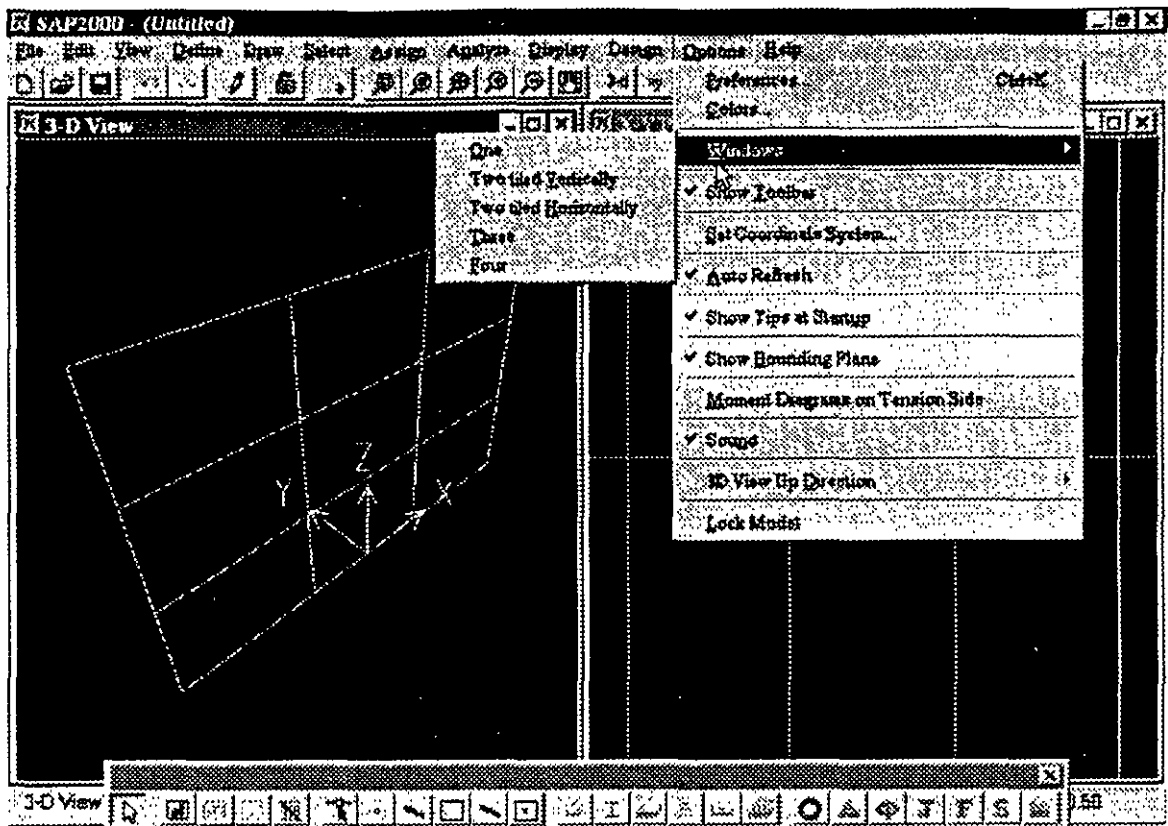 SAP2000 - (Untitled)
File Edit View Define Draw Select Assign Analyze Display Design Options Help
Preferences... Ctrl+K
Colors...
Windows
Show Toolbar
Set Coordinate System...
Auto Refresh
Show Tips at Startup
Show Bounding Plane
Moment Diagrams on Tension Side
Sound
3D View Up Direction
Lock Model
One
Two tiled Vertically
Two tiled Horizontally
Three
Four
3-D View
Z
Y
X
3-D View